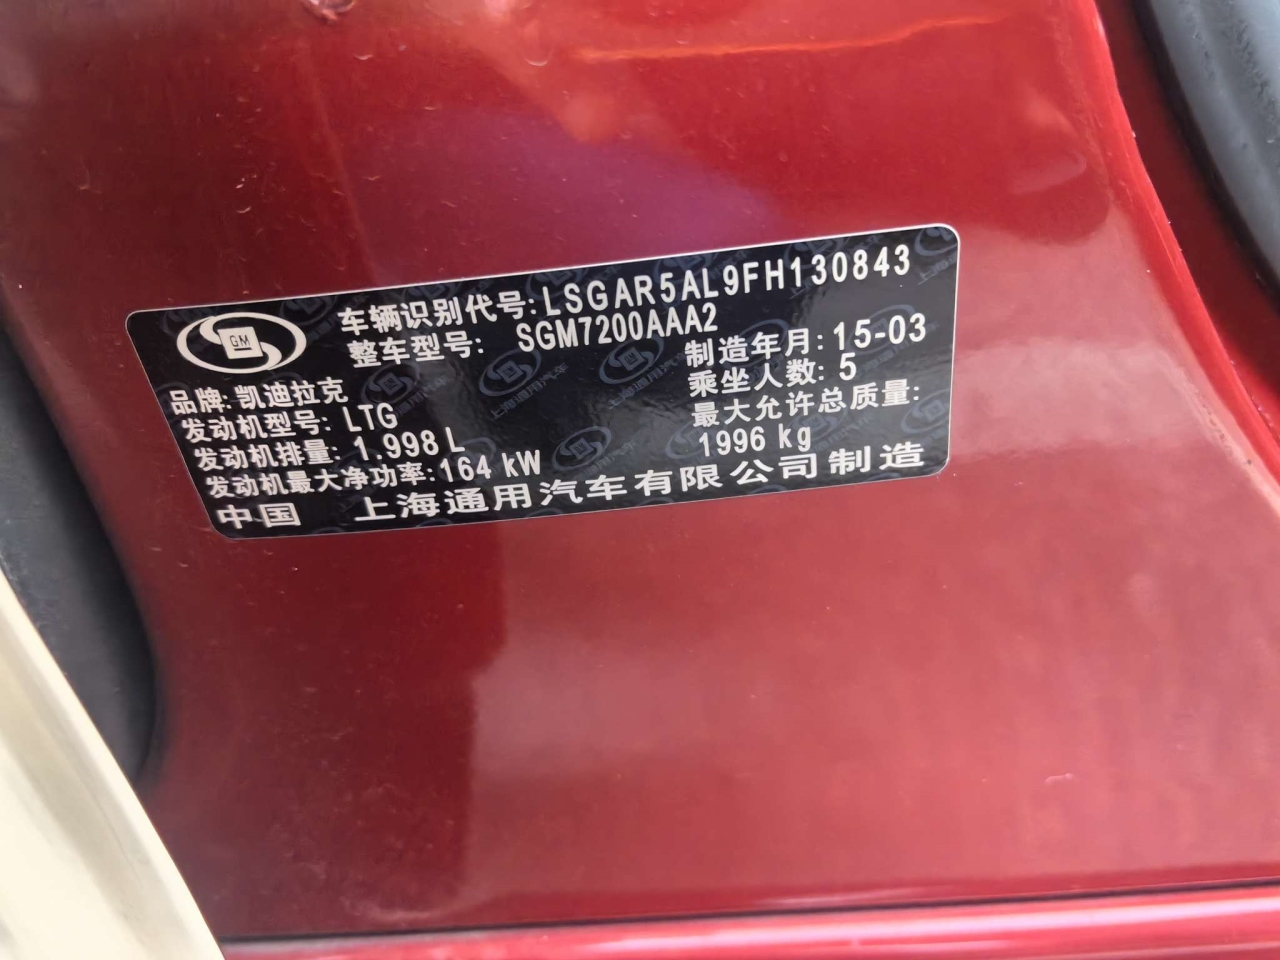 GM
车辆识别代号:LSGAR5AL9FH130843
整车型号: SGM7200AAA2
制造年月:15-03
品牌:凯迪拉克
乘坐人数:5
发动机型号: LTG
最大允许总质量:
发动机排量: 1.998 L
1996 kg
发动机最大净功率:164 kW
中国 上海通用汽车有限公司制造